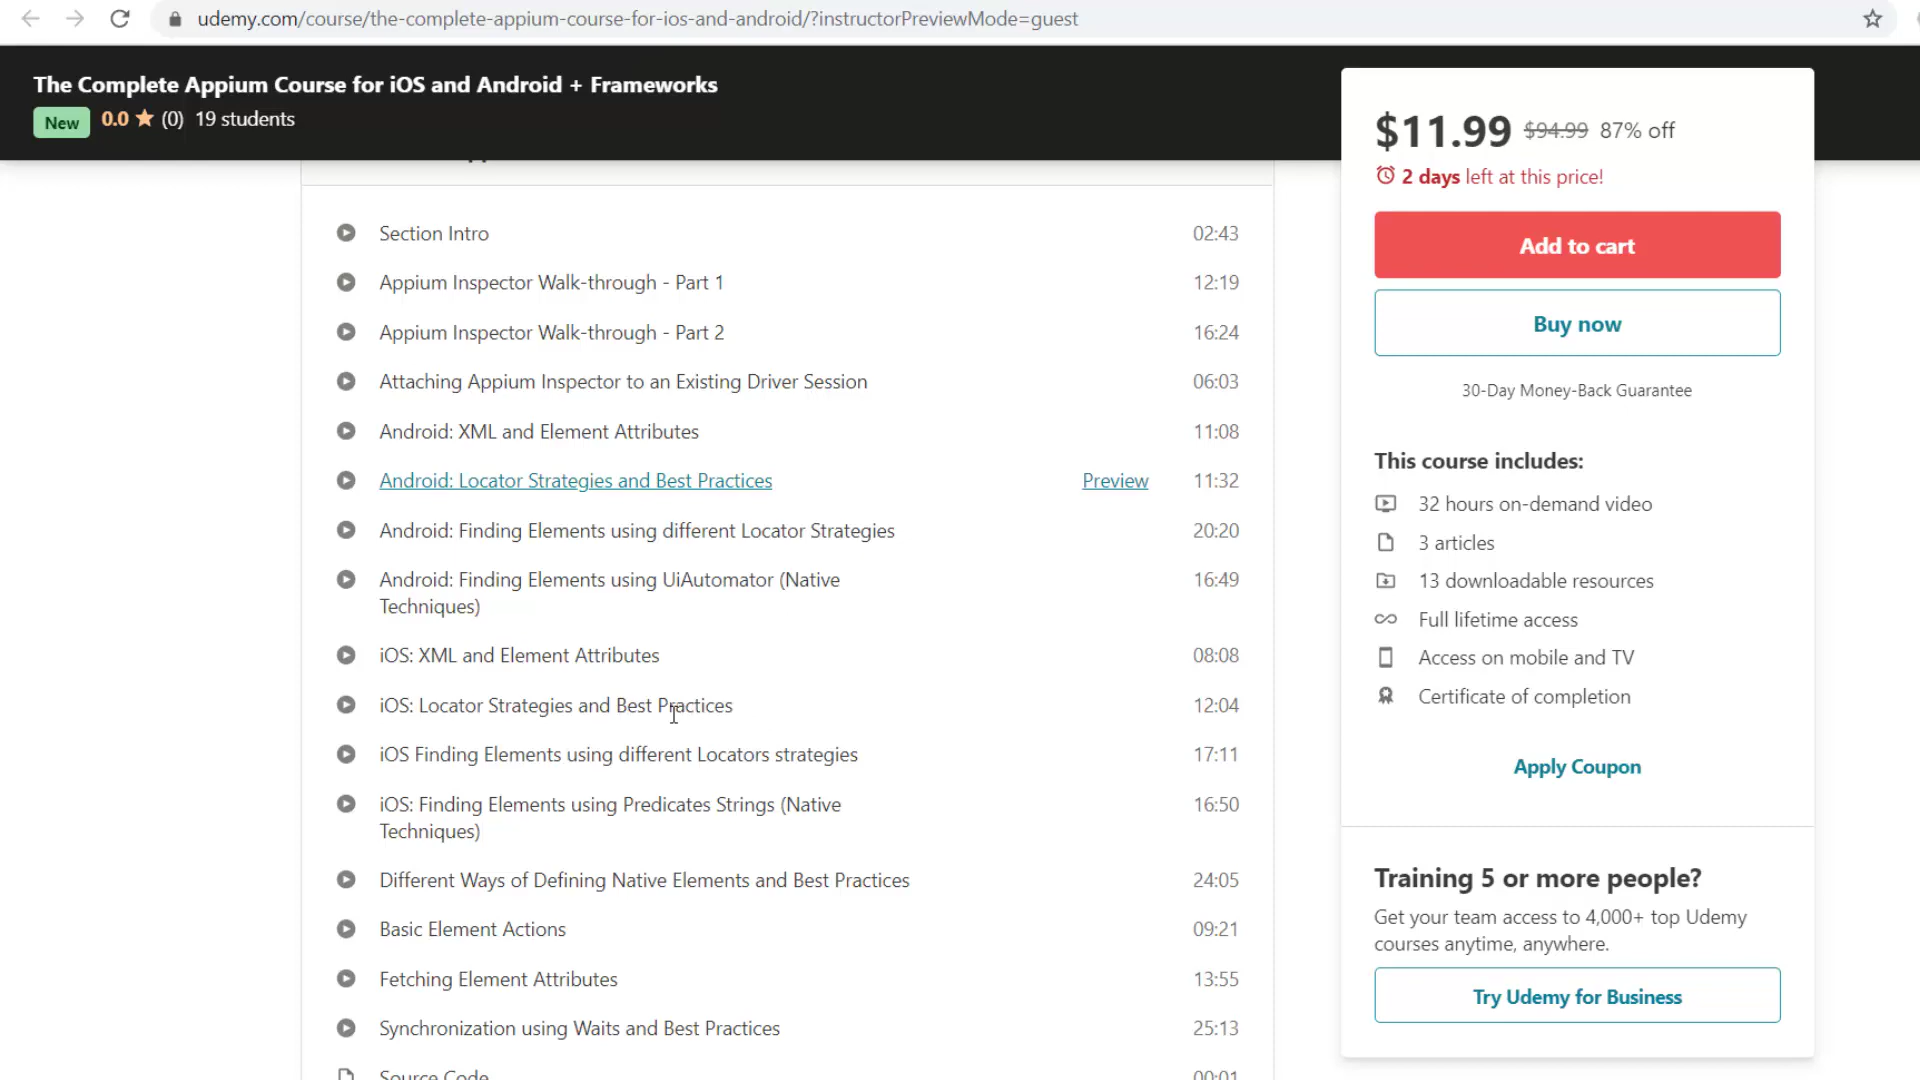 udemy.com/course/the-complete-appium-course-for-ios-and-android/?instructorPreviewMode=guest
The Complete Appium Course for iOS and Android + Frameworks
New 0.0 (0) 19 students
Section Intro 02:43
Appium Inspector Walk-through - Part 1 12:19
Appium Inspector Walk-through - Part 2 16:24
Attaching Appium Inspector to an Existing Driver Session 06:03
Android: XML and Element Attributes 11:08
Android: Locator Strategies and Best Practices Preview 11:32
Android: Finding Elements using different Locator Strategies 20:20
Android: Finding Elements using UiAutomator (Native 16:49
Techniques)
iOS: XML and Element Attributes 08:08
iOS: Locator Strategies and Best Practices 12:04
iOS Finding Elements using different Locators strategies 17:11
iOS: Finding Elements using Predicates Strings (Native 16:50
Techniques)
Different Ways of Defining Native Elements and Best Practices 24:05
Basic Element Actions 09:21
Fetching Element Attributes 13:55
Synchronization using Waits and Best Practices 25:13
Source Code 00:01
$11.99 $94.99 87% off
2 days left at this price!
Add to cart
Buy now
30-Day Money-Back Guarantee
This course includes:
32 hours on-demand video
3 articles
13 downloadable resources
Full lifetime access
Access on mobile and TV
Certificate of completion
Apply Coupon
Training 5 or more people?
Get your team access to 4,000+ top Udemy
courses anytime, anywhere.
Try Udemy for Business